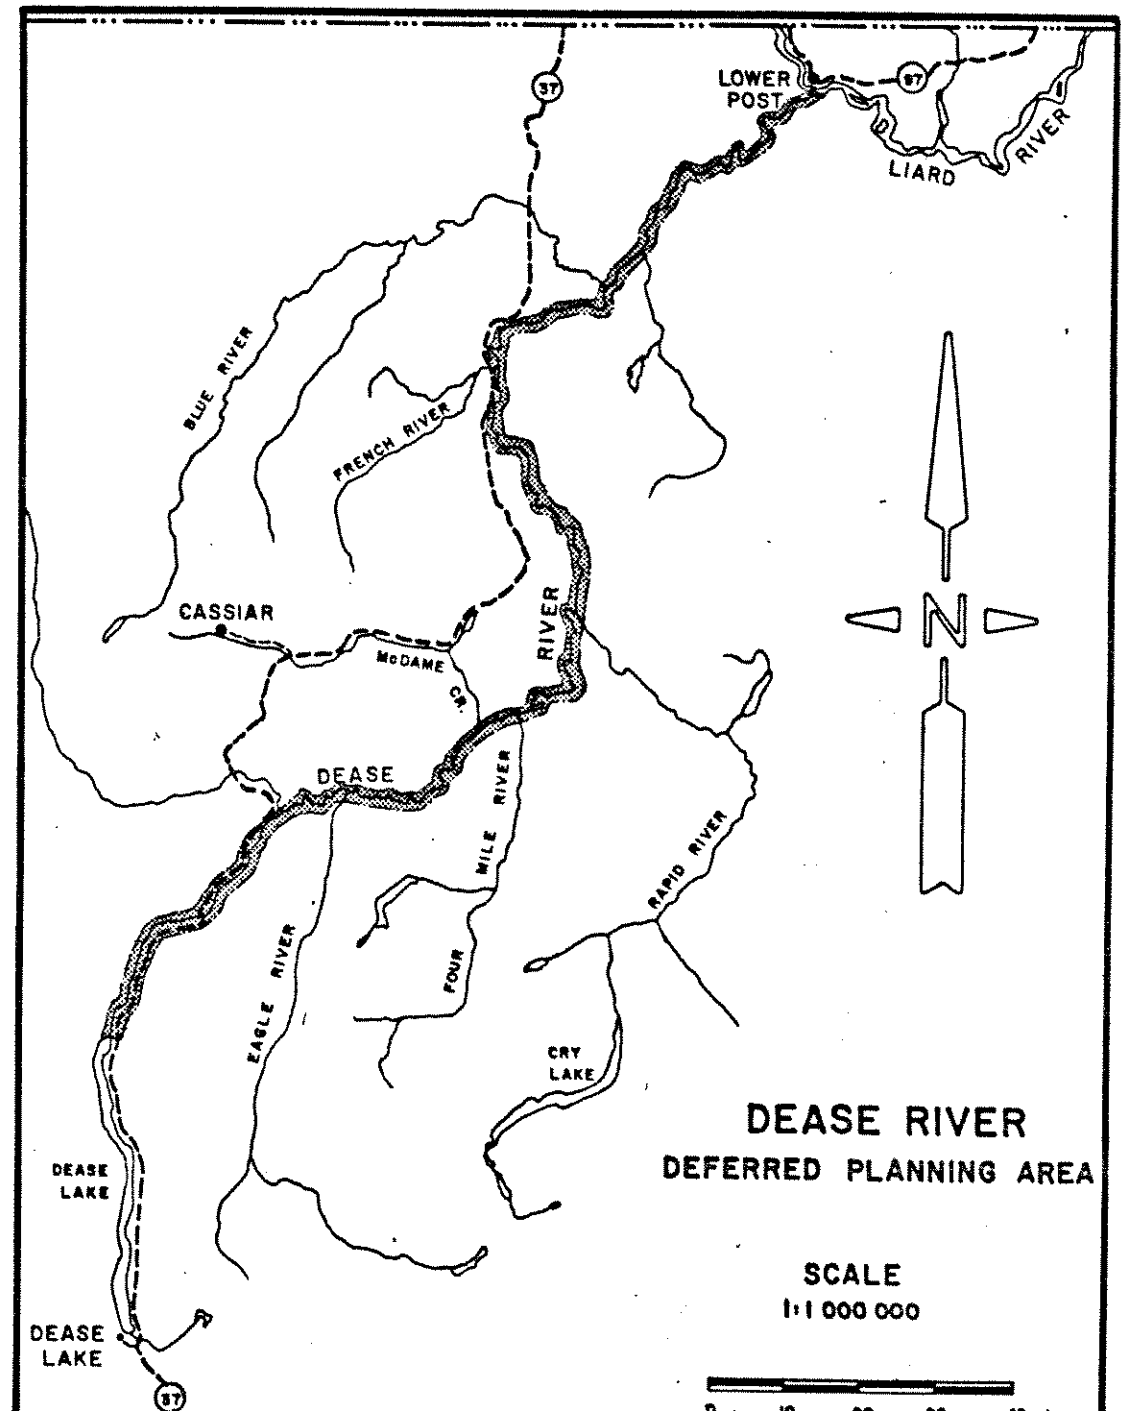 37
LOWER
POST
97
LIARD
RIVER
BLUE RIVER
FRENCH RIVER
CASSIAR
McDAME
CR.
RIVER
N
DEASE
FOUR MILE RIVER
RAPID RIVER
EAGLE RIVER
CRY
LAKE
DEASE RIVER
DEFERRED PLANNING AREA
DEASE
LAKE
SCALE
1:1 000 000
DEASE
LAKE
37